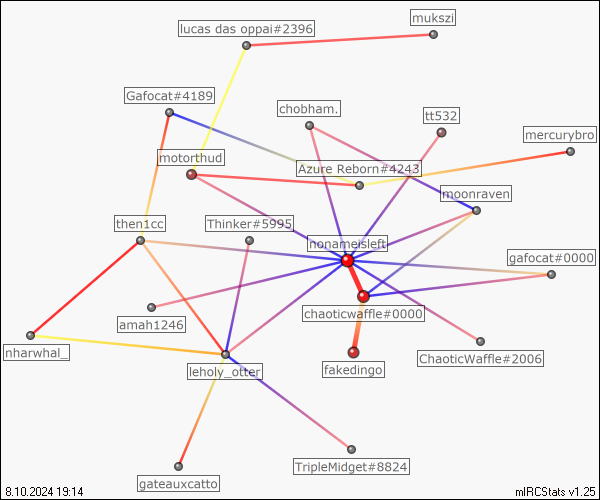 mukszi
lucas das oppai#2396
Gafocat#4189
chobham.
tt532
mercurybro
motorthud
Azure Reborn#4243
moonraven
then1cc
Thinker#5995
nonameisleft
gafocat#0000
chaoticwaffle#0000
amah1246
nharwhal_
leholy_otter
fakedingo
ChaoticWaffle#2006
TripleMidget#8824
gateauxcatto
8.10.2024 19:14
mIRCStats v1.25